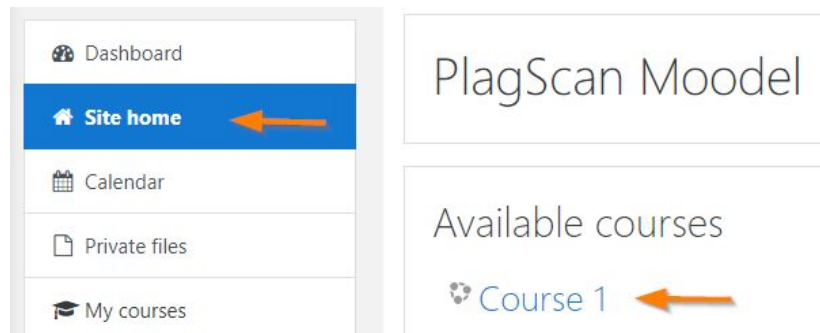 Dashboard
Site home
Calendar
Private files
My courses
PlagScan Moodel
Available courses
Course 1